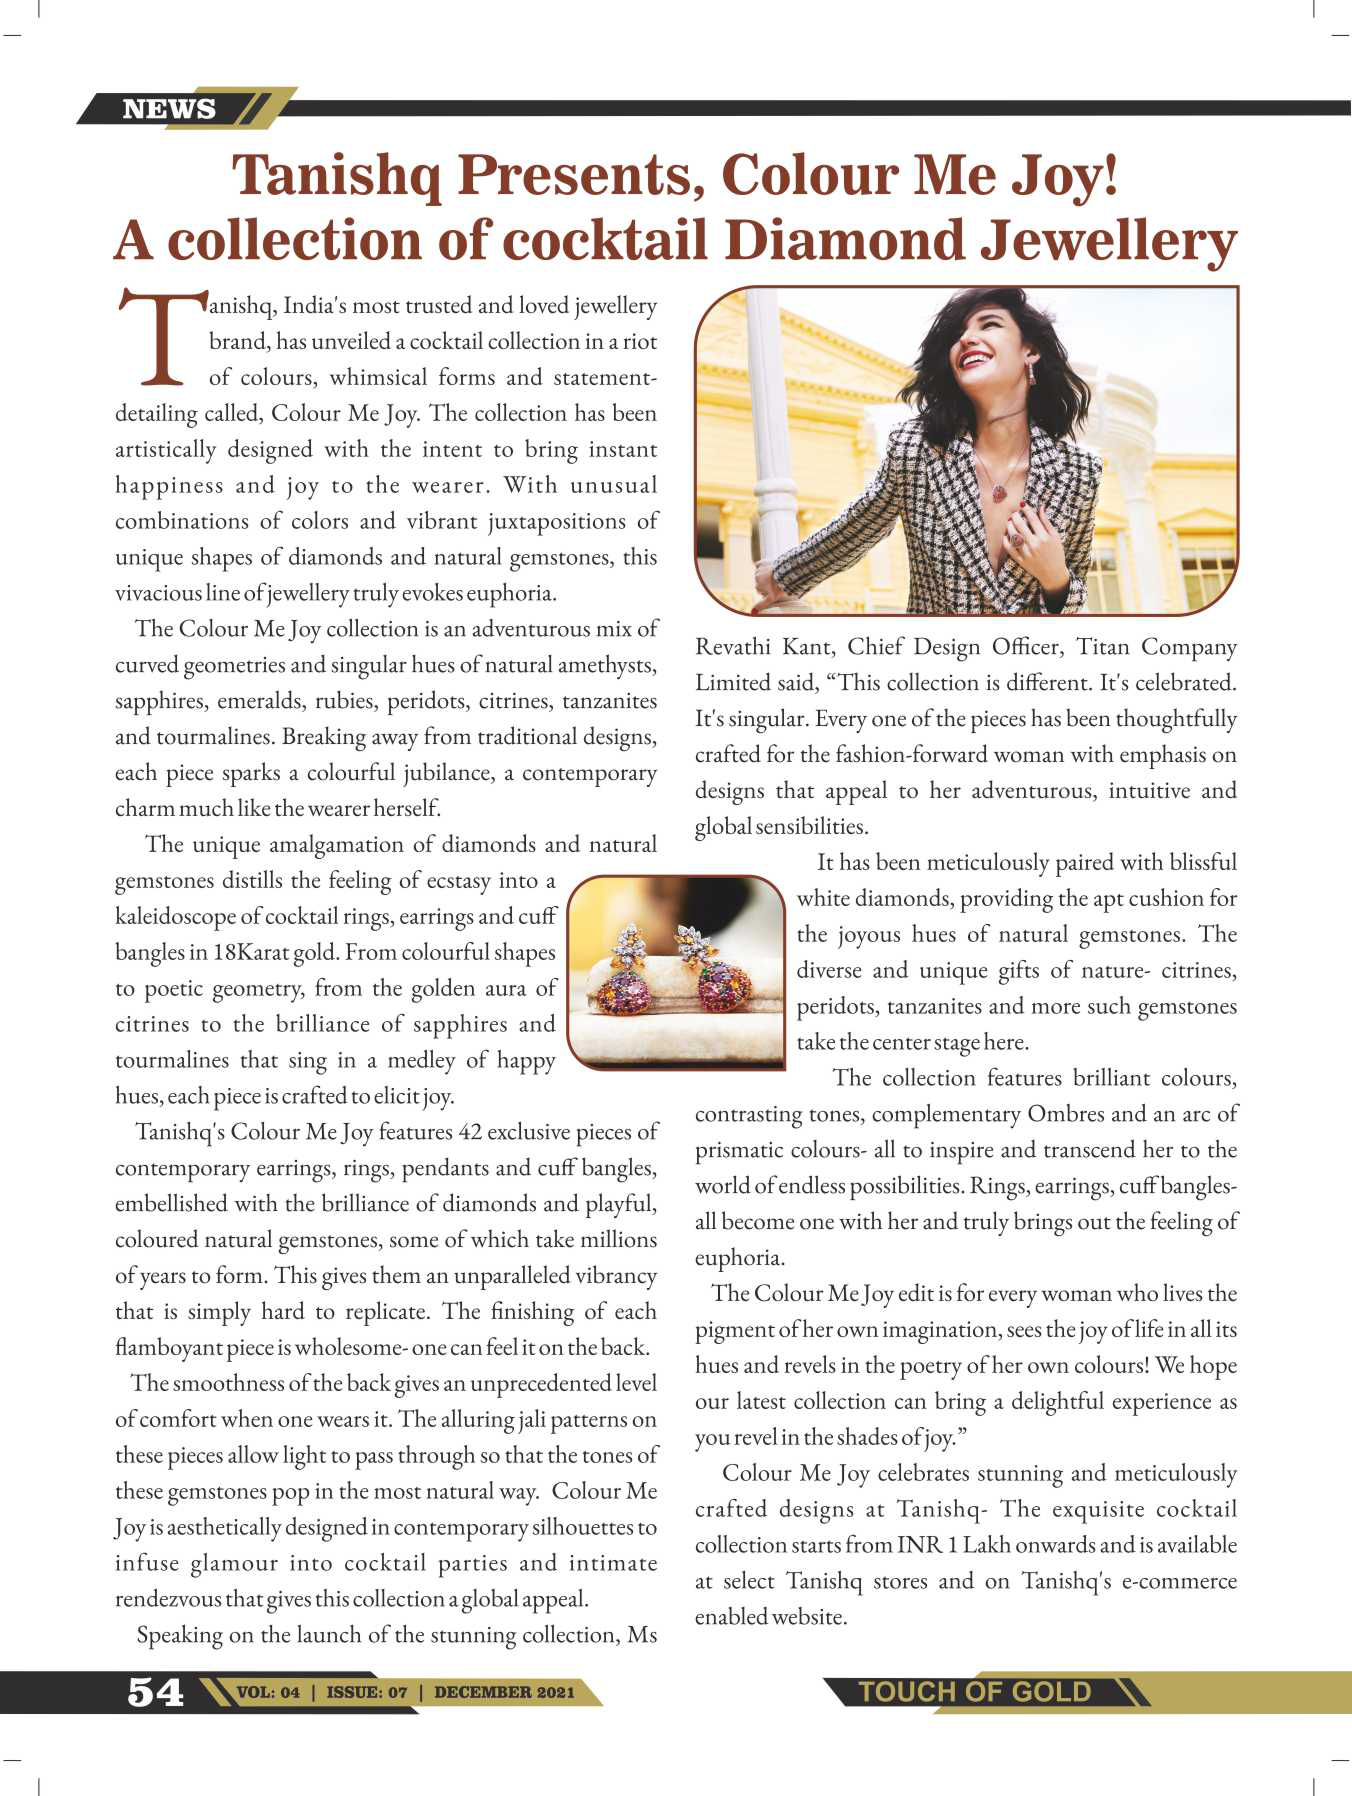 NEWS
Tanishq Presents, Colour Me Joy!
A collection of cocktail Diamond Jewellery
Tanishq, India's most trusted and loved jewellery
brand, has unveiled a cocktail collection in a riot
of colours, whimsical forms and statement-
detailing called, Colour Me Joy. The collection has been
artistically designed with the intent to bring instant
happiness and joy to the wearer. With unusual
combinations of colors and vibrant juxtapositions of
unique shapes of diamonds and natural gemstones, this
vivacious line of jewellery truly evokes euphoria.
The Colour Me Joy collection is an adventurous mix of
curved geometries and singular hues of natural amethysts,
sapphires, emeralds, rubies, peridots, citrines, tanzanites
and tourmalines. Breaking away from traditional designs,
each piece sparks a colourful jubilance, a contemporary
charm much like the wearer herself.
The unique amalgamation of diamonds and natural
gemstones distills the feeling of ecstasy into a
kaleidoscope of cocktail rings, earrings and cuff
bangles in 18Karat gold. From colourful shapes
to poetic geometry, from the golden aura of
citrines to the brilliance of sapphires and
tourmalines that sing in a medley of happy
hues, each piece is crafted to elicit joy.
Tanishq's Colour Me Joy features 42 exclusive pieces of
contemporary earrings, rings, pendants and cuff bangles,
embellished with the brilliance of diamonds and playful,
coloured natural gemstones, some of which take millions
of years to form. This gives them an unparalleled vibrancy
that is simply hard to replicate. The finishing of each
flamboyant piece is wholesome- one can feel it on the back.
The smoothness of the back gives an unprecedented level
of comfort when one wears it. The alluring jali patterns on
these pieces allow light to pass through so that the tones of
these gemstones pop in the most natural way. Colour Me
Joy is aesthetically designed in contemporary silhouettes to
infuse glamour into cocktail parties and intimate
rendezvous that gives this collection a global appeal.
Speaking on the launch of the stunning collection, Ms
Revathi Kant, Chief Design Officer, Titan Company
Limited said, “This collection is different. It's celebrated.
It's singular. Every one of the pieces has been thoughtfully
crafted for the fashion-forward woman with emphasis on
designs that appeal to her adventurous, intuitive and
global sensibilities.
It has been meticulously paired with blissful
white diamonds, providing the apt cushion for
the joyous hues of natural gemstones. The
diverse and unique gifts of nature- citrines,
peridots, tanzanites and more such gemstones
take the center stage here.
The collection features brilliant colours,
contrasting tones, complementary Ombres and an arc of
prismatic colours- all to inspire and transcend her to the
world of endless possibilities. Rings, earrings, cuff bangles-
all become one with her and truly brings out the feeling of
euphoria.
The Colour Me Joy edit is for every woman who lives the
pigment of her own imagination, sees the joy of life in all its
hues and revels in the poetry of her own colours! We hope
our latest collection can bring a delightful experience as
you revel in the shades of joy.”
Colour Me Joy celebrates stunning and meticulously
crafted designs at Tanishq- The exquisite cocktail
collection starts from INR 1 Lakh onwards and is available
at select Tanishq stores and on Tanishq's e-commerce
enabled website.
54 VOL: 04 | ISSUE: 07 | DECEMBER 2021
TOUCH OF GOLD